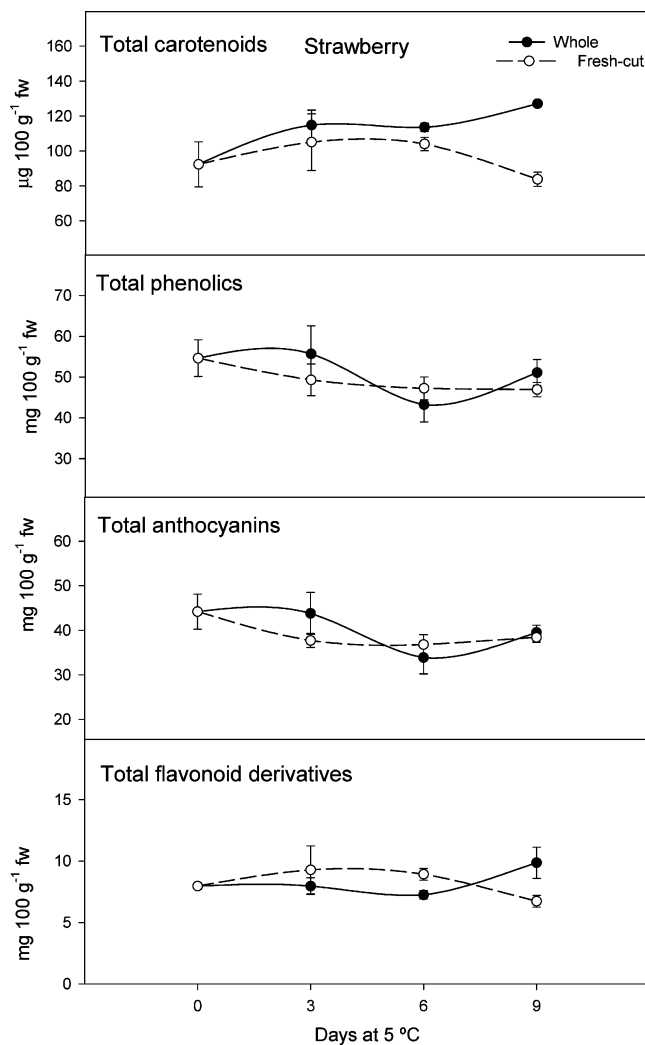 Total carotenoids Strawberry
Whole
Fresh-cut
µg 100 g-1 fw
160
140
120
100
80
60
Total phenolics
mg 100 g-1 fw
70
60
50
40
30
Total anthocyanins
mg 100 g-1 fw
60
50
40
30
20
Total flavonoid derivatives
mg 100 g-1 fw
15
10
5
0
0 3 6 9
Days at 5 ºC